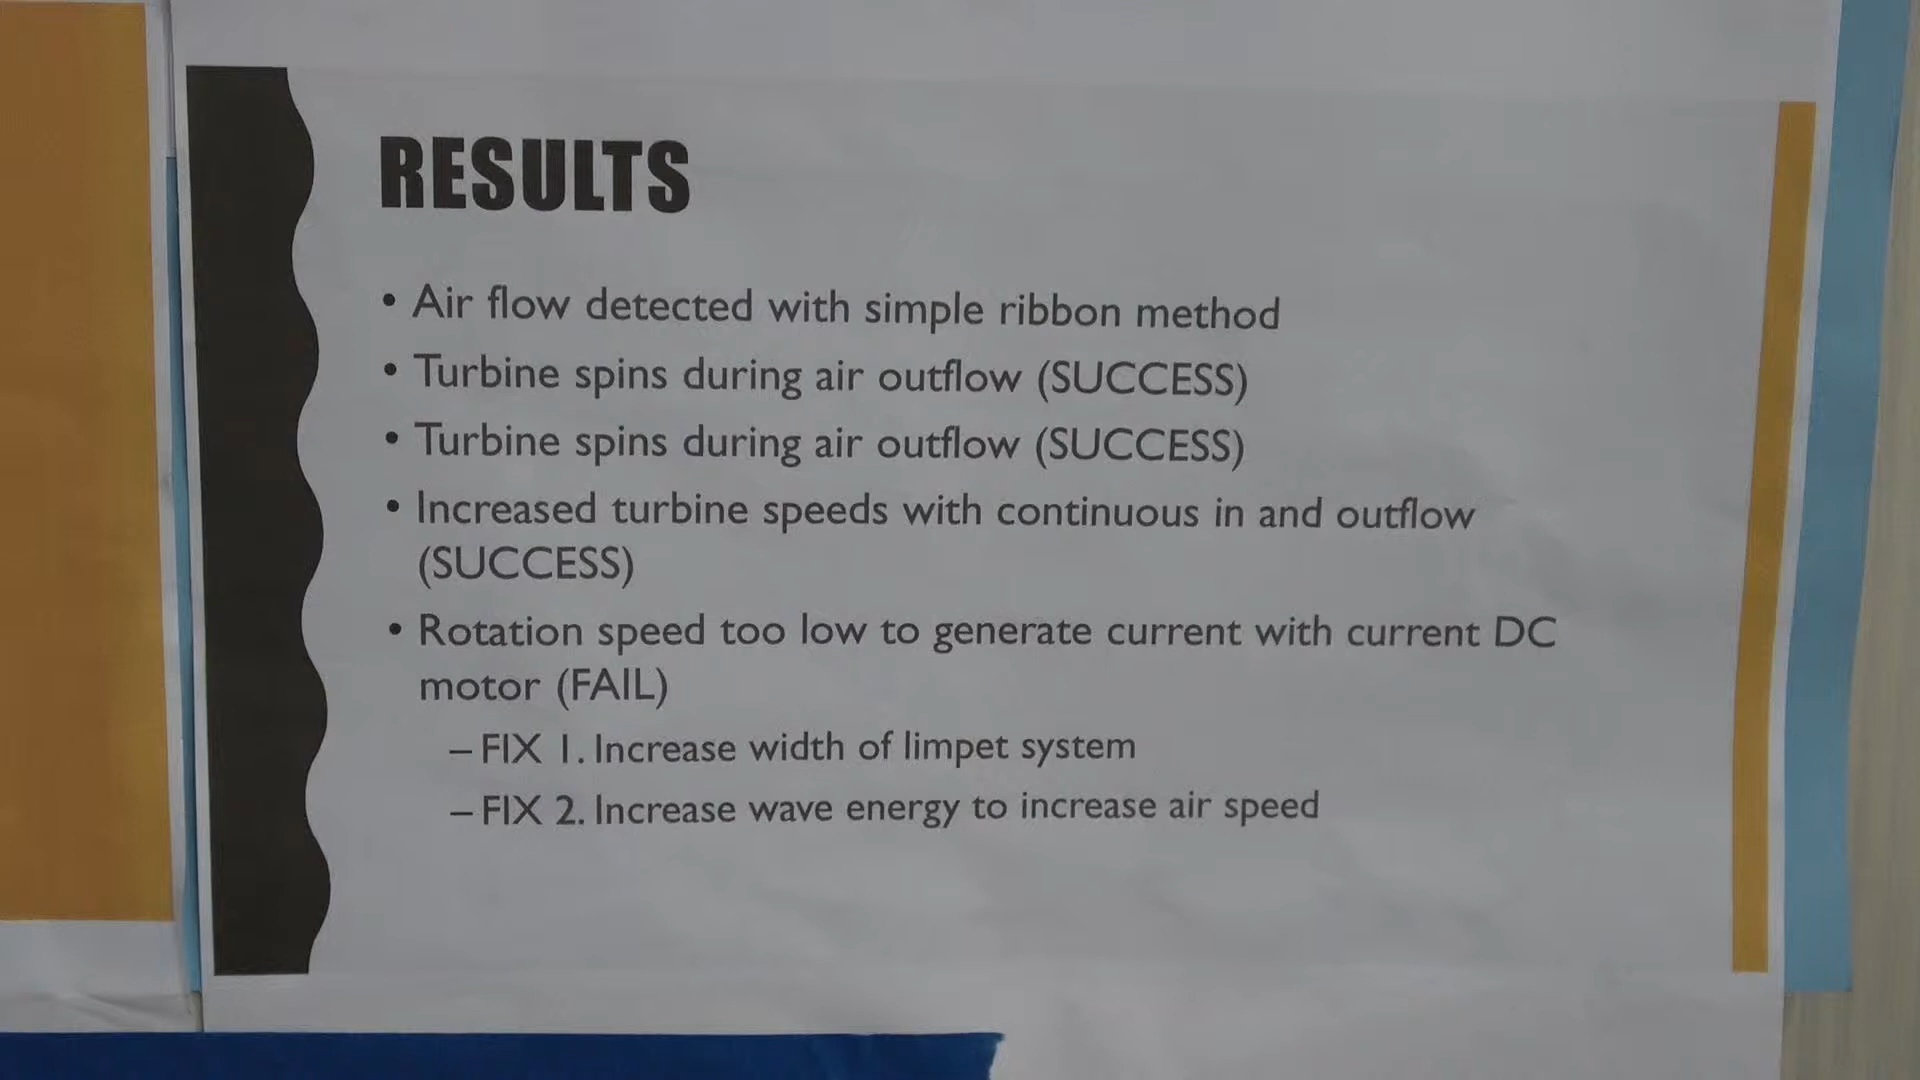 RESULTS
• Air flow detected with simple ribbon method
• Turbine spins during air outflow (SUCCESS)
• Turbine spins during air outflow (SUCCESS)
• Increased turbine speeds with continuous in and outflow
(SUCCESS)
• Rotation speed too low to generate current with current DC
motor (FAIL)
– FIX 1. Increase width of limpet system
– FIX 2. Increase wave energy to increase air speed